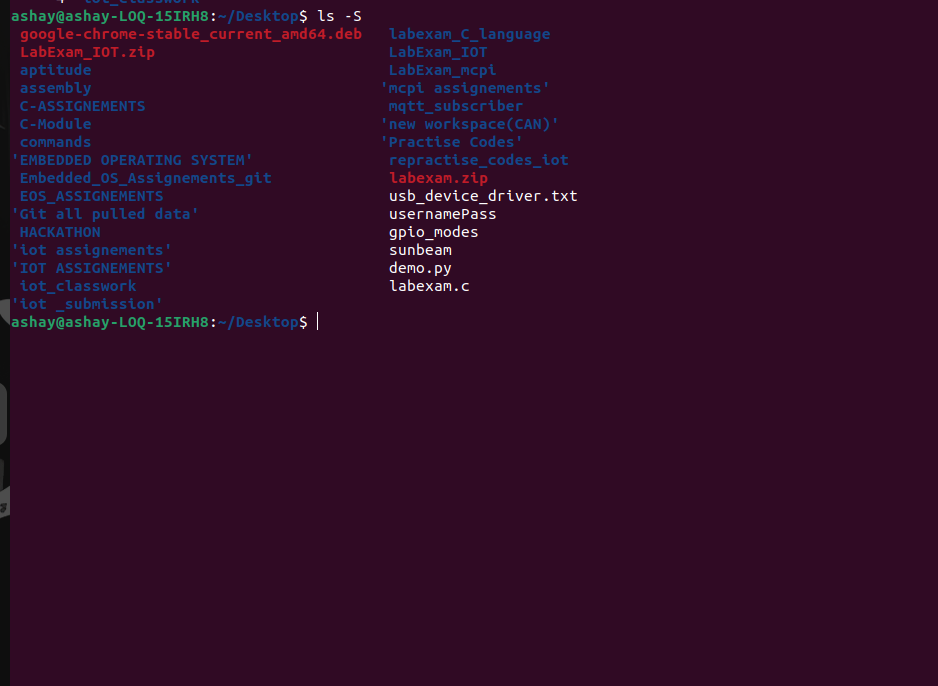 iot_classwork
ashay@ashay-LOQ-15IRH8:~/Desktop$ ls -S
google-chrome-stable_current_amd64.deb labexam_C_language
LabExam_IOT.zip LabExam_IOT
aptitude LabExam_mcpi
assembly 'mcpi assignements'
C-ASSIGNEMENTS mqtt_subscriber
C-Module 'new workspace(CAN)'
commands 'Practise Codes'
'EMBEDDED OPERATING SYSTEM' repractise_codes_iot
Embedded_OS_Assignements_git labexam.zip
EOS_ASSIGNEMENTS usb_device_driver.txt
'Git all pulled data' usernamePass
HACKATHON gpio_modes
'iot assignements' sunbeam
'IOT ASSIGNEMENTS' demo.py
iot_classwork labexam.c
'iot _submission'
ashay@ashay-LOQ-15IRH8:~/Desktop$